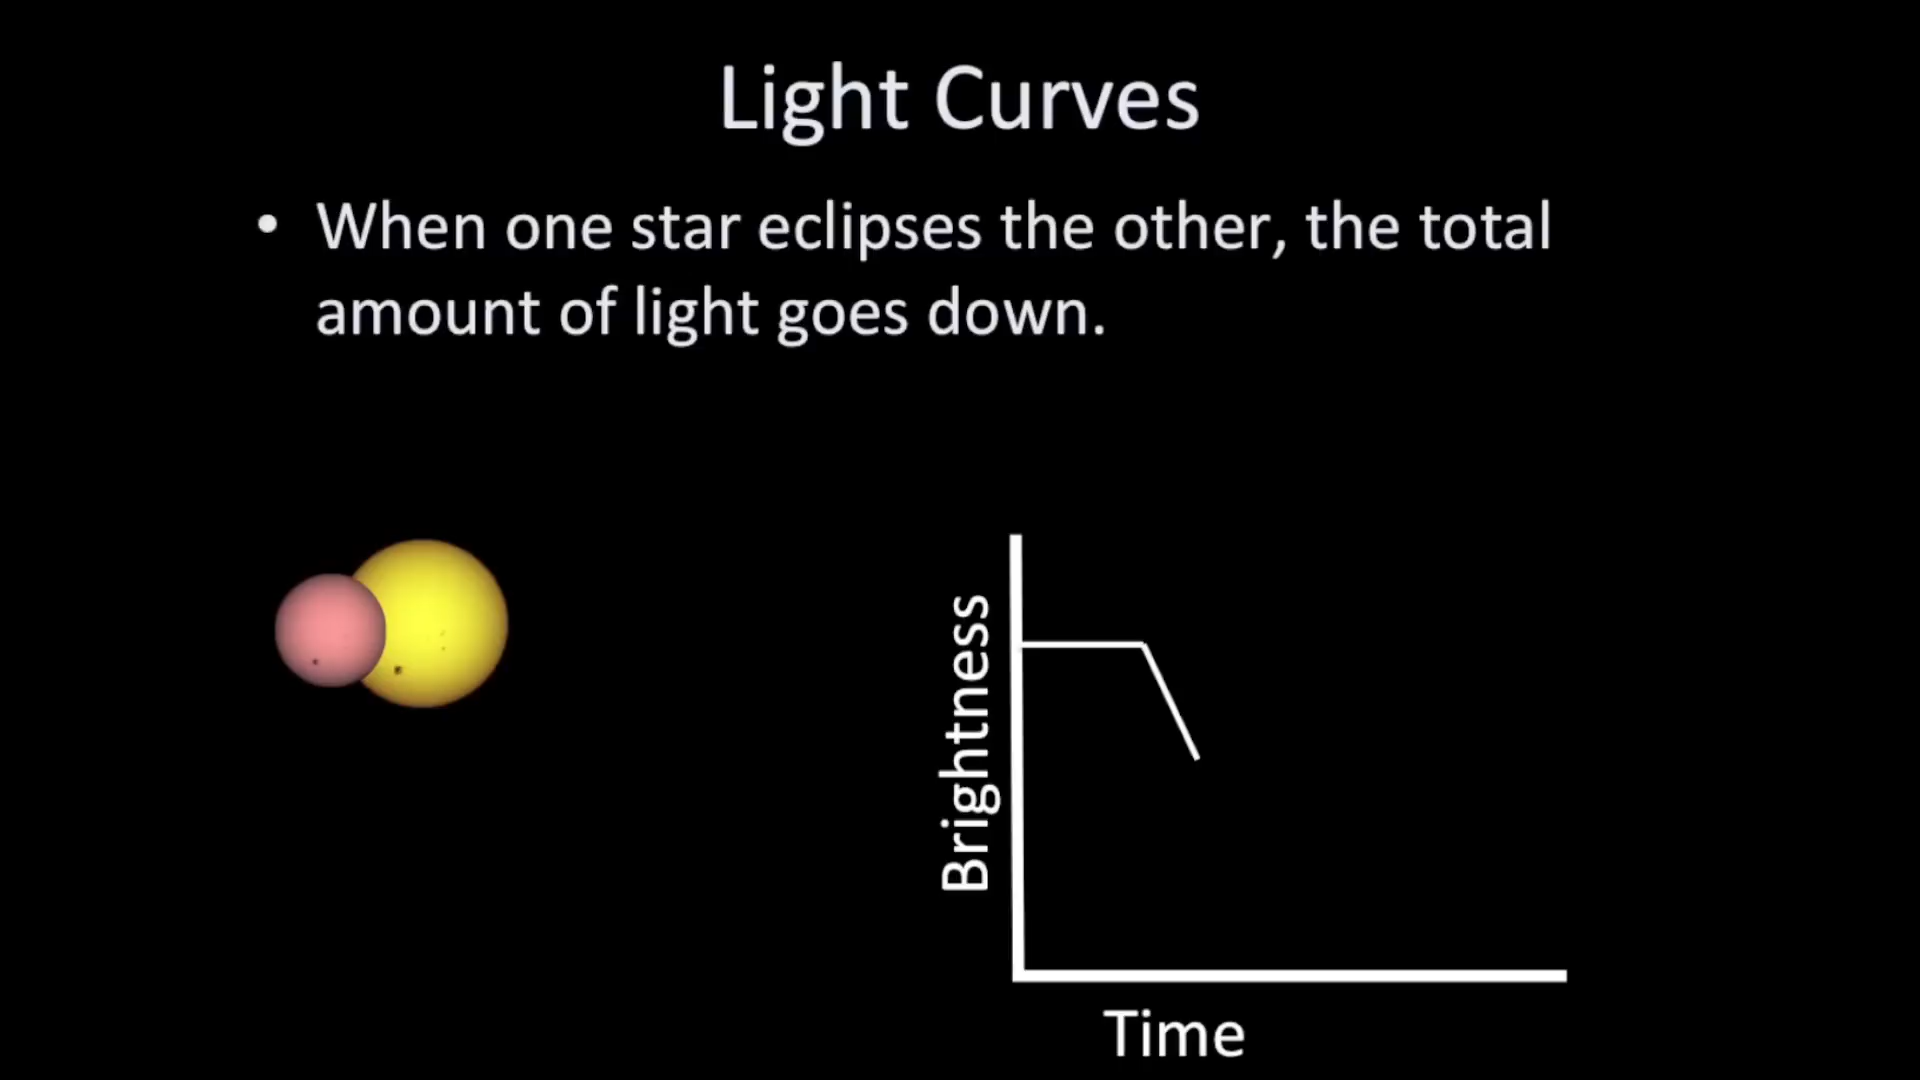 Light Curves
• When one star eclipses the other, the total
amount of light goes down.
Brightness
Time